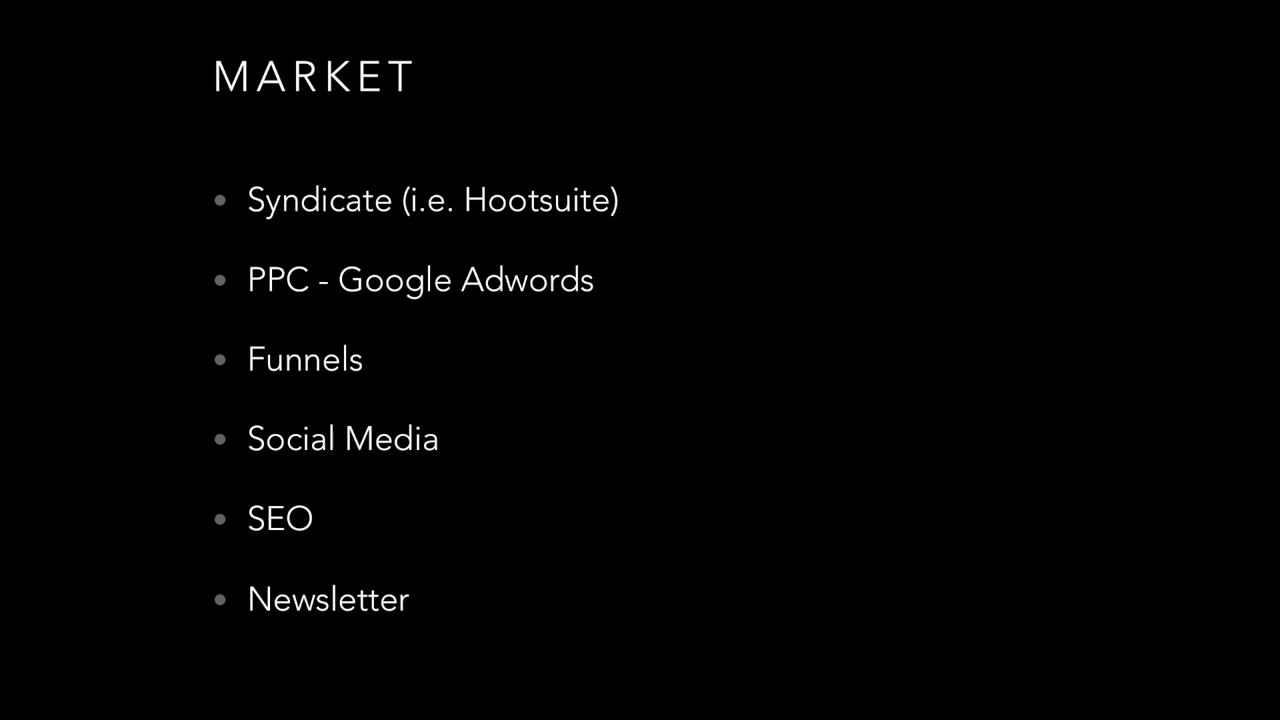 MARKET
• Syndicate (i.e. Hootsuite)
• PPC - Google Adwords
• Funnels
• Social Media
• SEO
• Newsletter